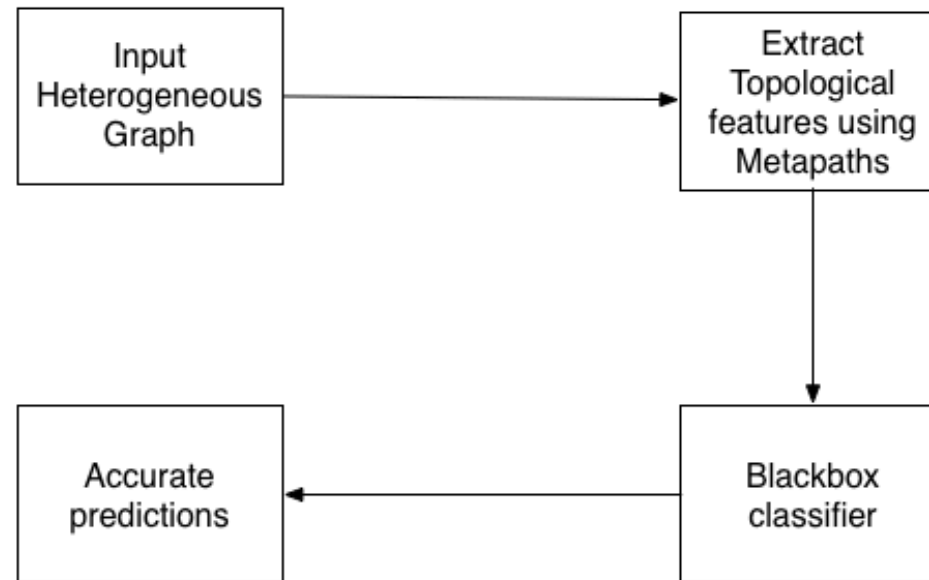 Input
Heterogeneous
Graph
Extract
Topological
features using
Metapaths
Blackbox
classifier
Accurate
predictions